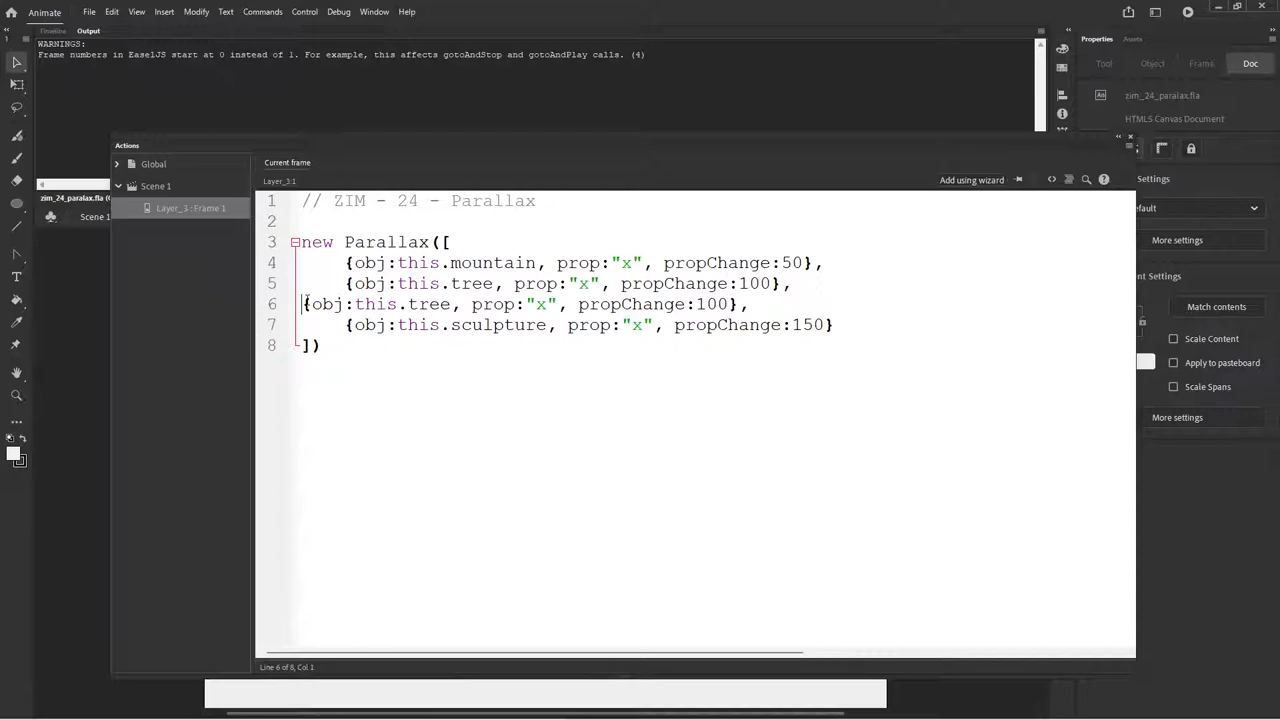 Animate File Edit View Insert Modify Text Commands Control Debug Window Help
Timeline Output
Properties Assets
WARNINGS:
Frame numbers in EaselJS start at 0 instead of 1. For example, this affects gotoAndStop and gotoAndPlay calls. (4)
Tool Object Frame Doc
An zim_24_paralax.fla
HTML5 Canvas Document
Actions
Global
Scene 1
Layer_3 : Frame 1
Current frame
Layer_3:1
Add using wizard
zim_24_paralax.fla (
Scene 1
1 // ZIM - 24 - Parallax
2
3 new Parallax([
4 {obj:this.mountain, prop:"x", propChange:50},
5 {obj:this.tree, prop:"x", propChange:100},
6 {obj:this.tree, prop:"x", propChange:100},
7 {obj:this.sculpture, prop:"x", propChange:150}
8 ])
Line 6 of 8, Col 1
Settings
More settings
Settings
Match contents
Scale Content
Apply to pasteboard
Scale Spans
More settings